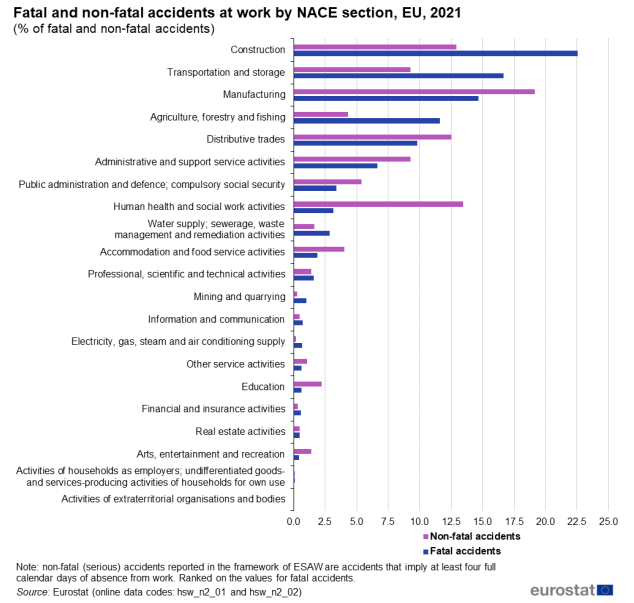 Fatal and non-fatal accidents at work by NACE section, EU, 2021
(% of fatal and non-fatal accidents)
Construction
Transportation and storage
Manufacturing
Agriculture, forestry and fishing
Distributive trades
Administrative and support service activities
Public administration and defence; compulsory social security
Human health and social work activities
Water supply; sewerage, waste
management and remediation activities
Accommodation and food service activities
Professional, scientific and technical activities
Mining and quarrying
Information and communication
Electricity, gas, steam and air conditioning supply
Other service activities
Education
Financial and insurance activities
Real estate activities
Arts, entertainment and recreation
Activities of households as employers; undifferentiated goods-
and services-producing activities of households for own use
Activities of extraterritorial organisations and bodies
0.0 2.5 5.0 7.5 10.0 12.5 15.0 17.5 20.0 22.5 25.0
Non-fatal accidents
Fatal accidents
Note: non-fatal (serious) accidents reported in the framework of ESAW are accidents that imply at least four full
calendar days of absence from work. Ranked on the values for fatal accidents.
Source: Eurostat (online data codes: hsw_n2_01 and hsw_n2_02)
eurostat